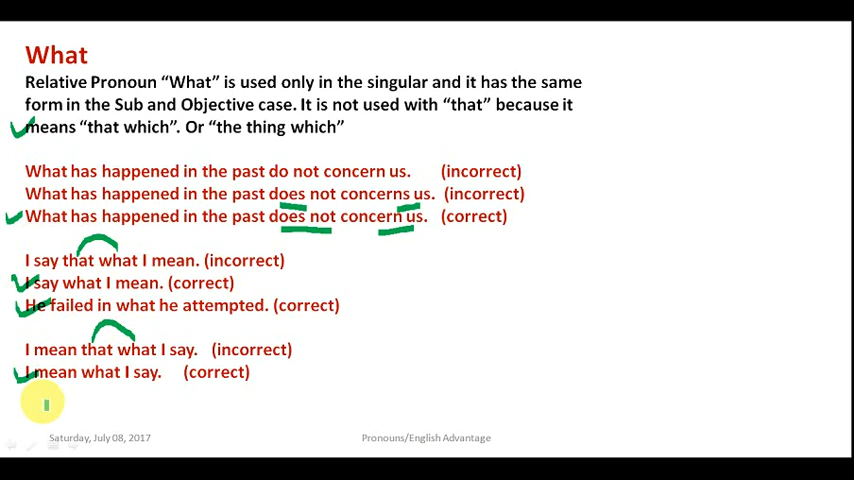 What
Relative Pronoun “What” is used only in the singular and it has the same
form in the Sub and Objective case. It is not used with “that” because it
means “that which”. Or “the thing which”
What has happened in the past do not concern us. (incorrect)
What has happened in the past does not concerns us. (incorrect)
What has happened in the past does not concern us. (correct)
I say that what I mean. (incorrect)
I say what I mean. (correct)
He failed in what he attempted. (correct)
I mean that what I say. (incorrect)
I mean what I say. (correct)
Saturday, July 08, 2017 Pronouns/English Advantage